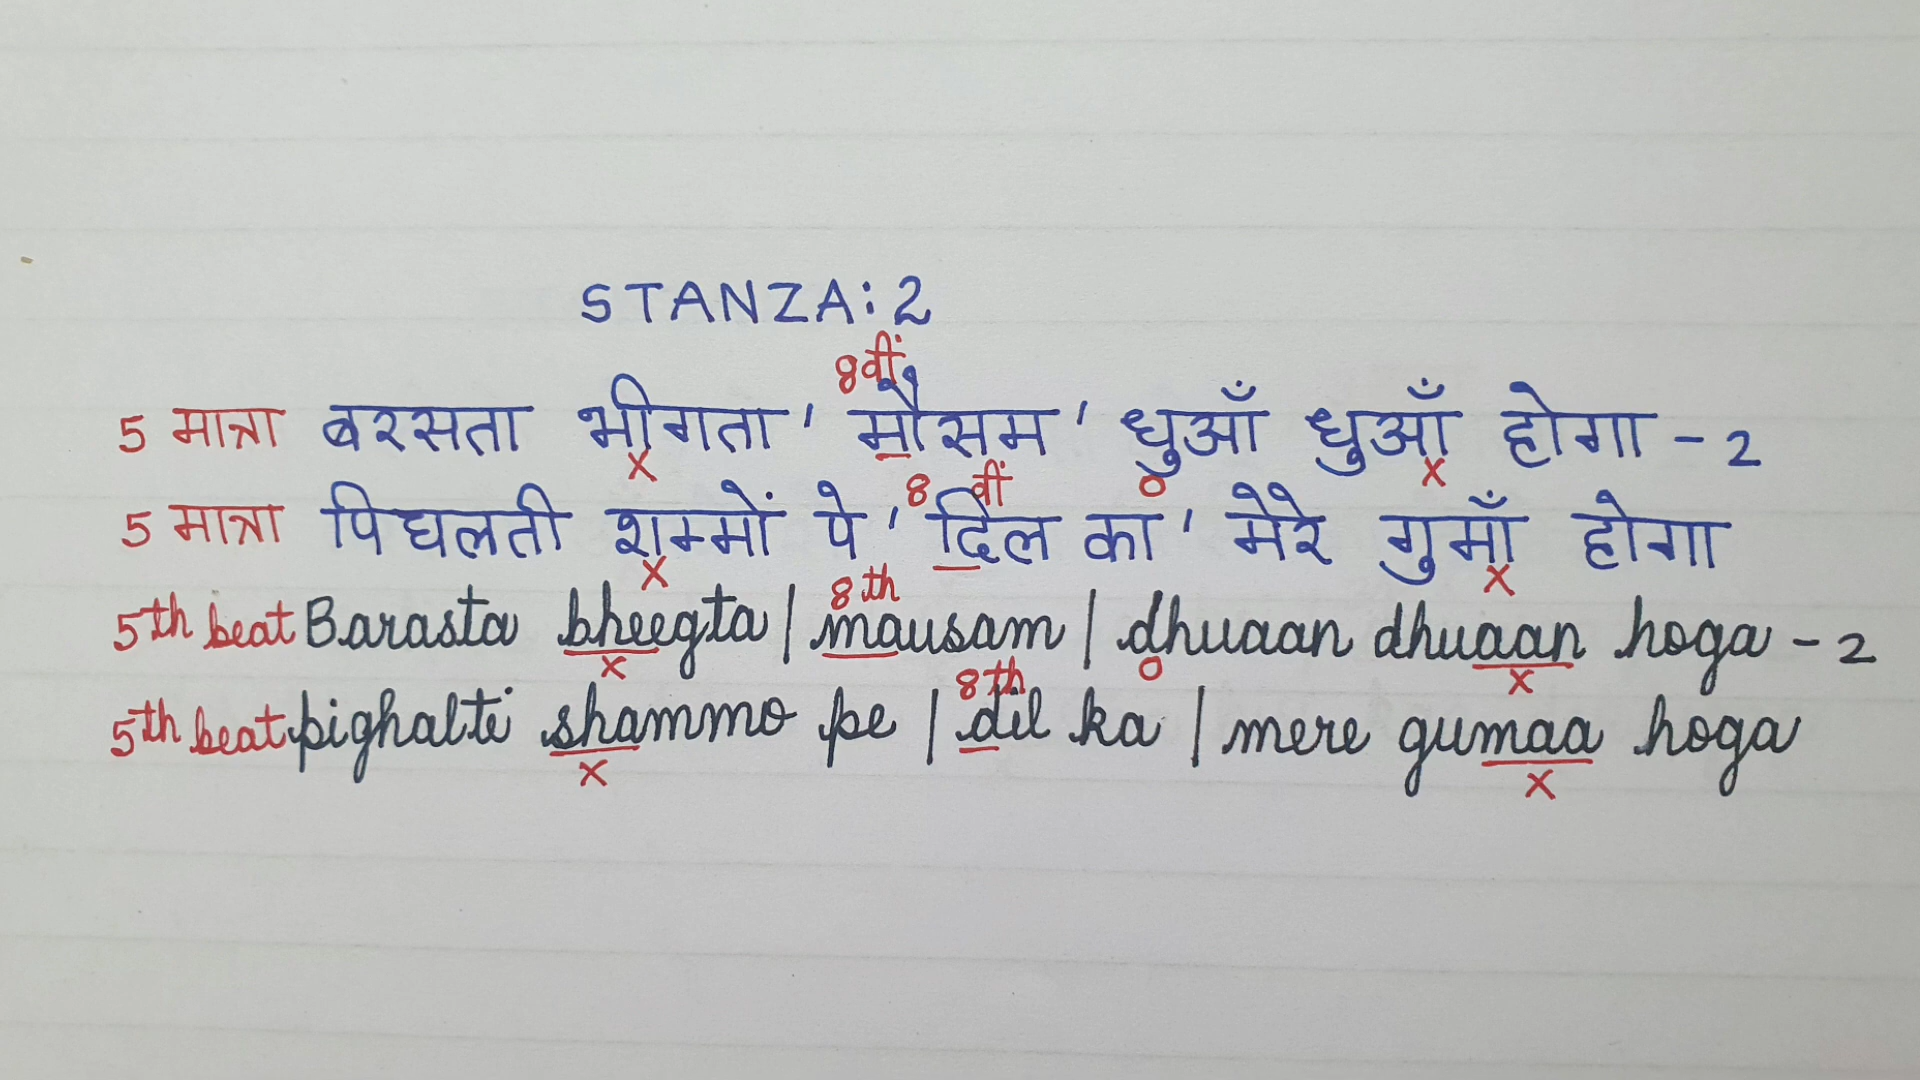 STANZA: 2
8वीं
5 मात्रा बरसता भीगता ' मौसम ' धुआँ धुआँ होगा - 2
x o x
8 वीं
5 मात्रा पिघलती शम्मों पे ' दिल का ' मेरे गुमाँ होगा
x x
8th
5th beat Barasta bheegta | mausam | dhuaan dhuaan hoga - 2
x o x
8th
5th beat pighalti shammo pe | dil ka | mere gumaa hoga
x x